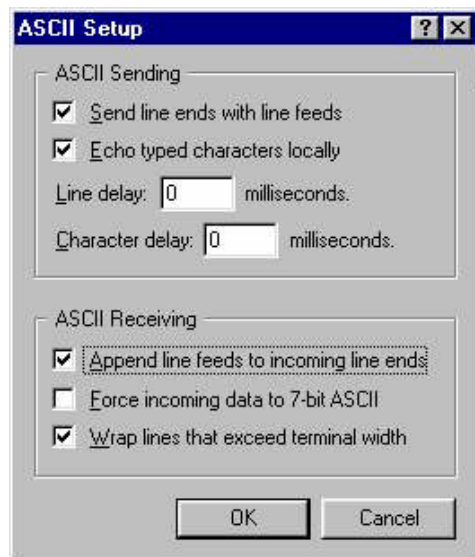 ASCII Setup
ASCII Sending
Send line ends with line feeds
Echo typed characters locally
Line delay: 0 milliseconds.
Character delay: 0 milliseconds.
ASCII Receiving
Append line feeds to incoming line ends
Force incoming data to 7-bit ASCII
Wrap lines that exceed terminal width
OK Cancel